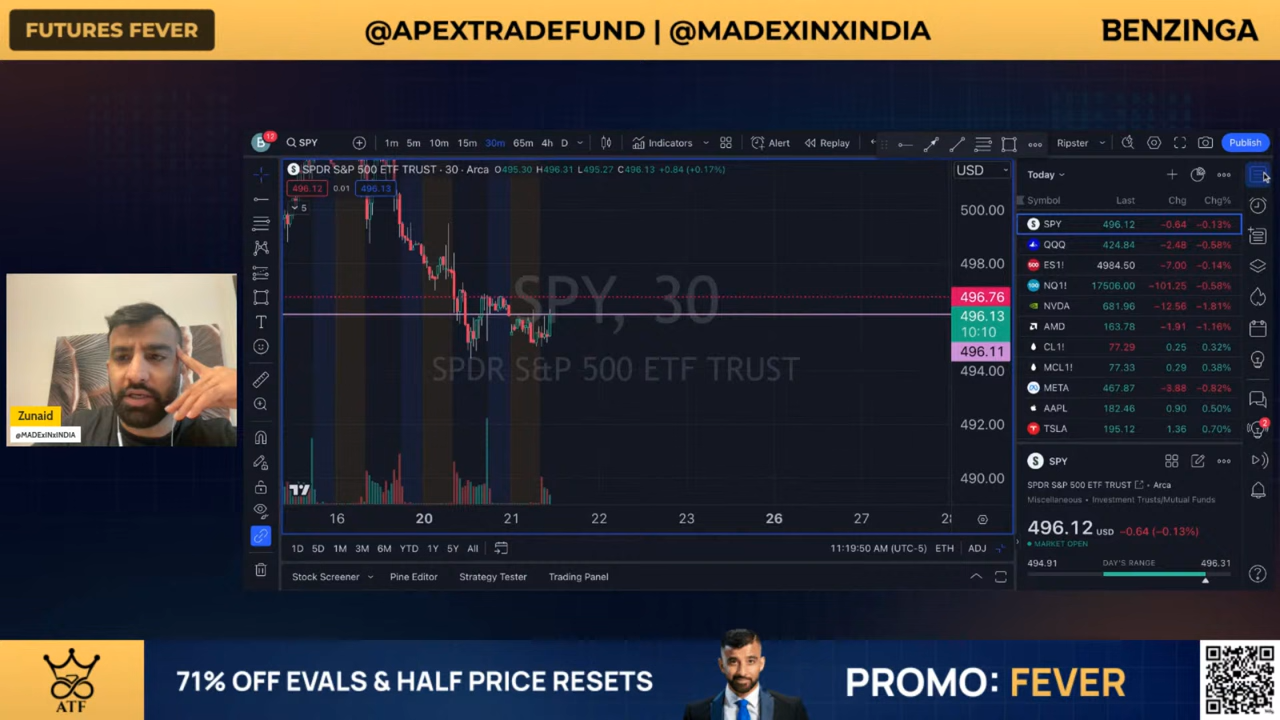 FUTURES FEVER
@APEXTRADEFUND | @MADEXINXINDIA
BENZINGA
12
SPY
1m 5m 10m 15m 30m 65m 4h D
Indicators
Alert
Replay
Ripster
Publish
SPDR S&P 500 ETF TRUST · 30 · Arca O495.30 H496.31 L495.27 C496.13 +0.84 (+0.17%)
496.12 0.01 496.13
5
USD
500.00
498.00
496.76
496.13
10:10
496.11
494.00
492.00
490.00
SPY, 30
SPDR S&P 500 ETF TRUST
16 20 21 22 23 26 27
1D 5D 1M 3M 6M YTD 1Y 5Y All
11:19:50 AM (UTC-5) ETH ADJ
Stock Screener Pine Editor Strategy Tester Trading Panel
Today
Symbol Last Chg Chg%
SPY 496.12 −0.64 −0.13%
QQQ 424.84 −2.48 −0.58%
ES1! 4984.50 −7.00 −0.14%
NQ1! 17506.00 −101.25 −0.58%
NVDA 681.96 −12.56 −1.81%
AMD 163.78 −1.91 −1.16%
CL1! 77.29 0.25 0.32%
MCL1! 77.33 0.29 0.38%
META 467.87 −3.88 −0.82%
AAPL 182.46 0.90 0.50%
TSLA 195.12 1.36 0.70%
2
SPY
SPDR S&P 500 ETF TRUST · Arca
Miscellaneous · Investment Trusts/Mutual Funds
496.12 USD −0.64 (−0.13%)
MARKET OPEN
494.91 DAY'S RANGE 496.31
Zunaid
@MADExINxINDIA
ATF
71% OFF EVALS & HALF PRICE RESETS
PROMO: FEVER